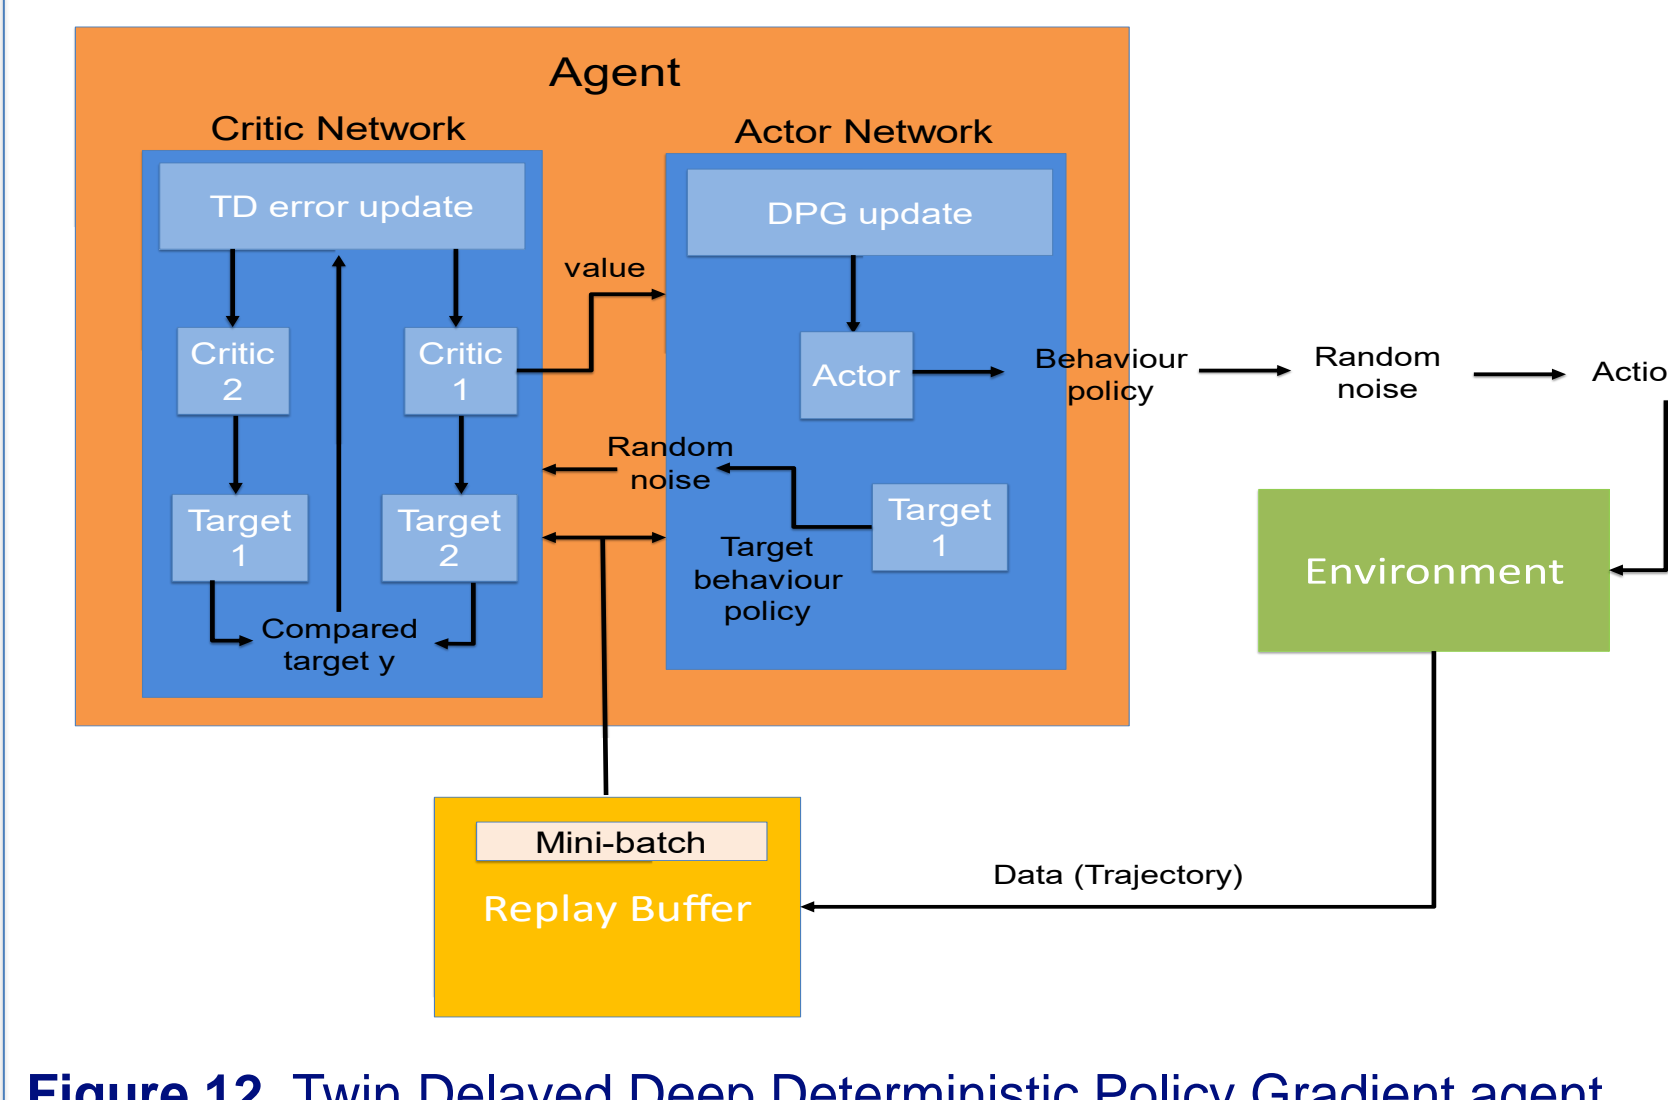 Agent
Critic Network
Actor Network
TD error update
DPG update
value
Critic
2
Critic
1
Actor
Behaviour
policy
Random
noise
Actio
Random
noise
Target
1
Target
2
Target
1
Target
behaviour
policy
Compared
target y
Environment
Mini-batch
Replay Buffer
Data (Trajectory)
Figure 12. Twin Delayed Deep Deterministic Policy Gradient agent